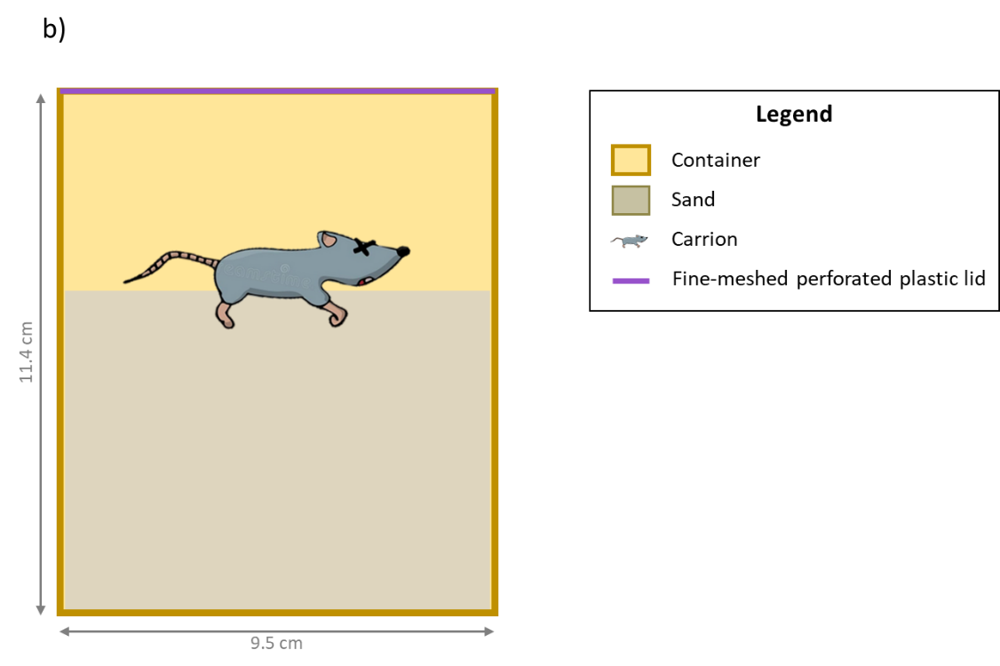 b)
Legend
Container
Sand
Carrion
Fine-meshed perforated plastic lid
11.4 cm
9.5 cm